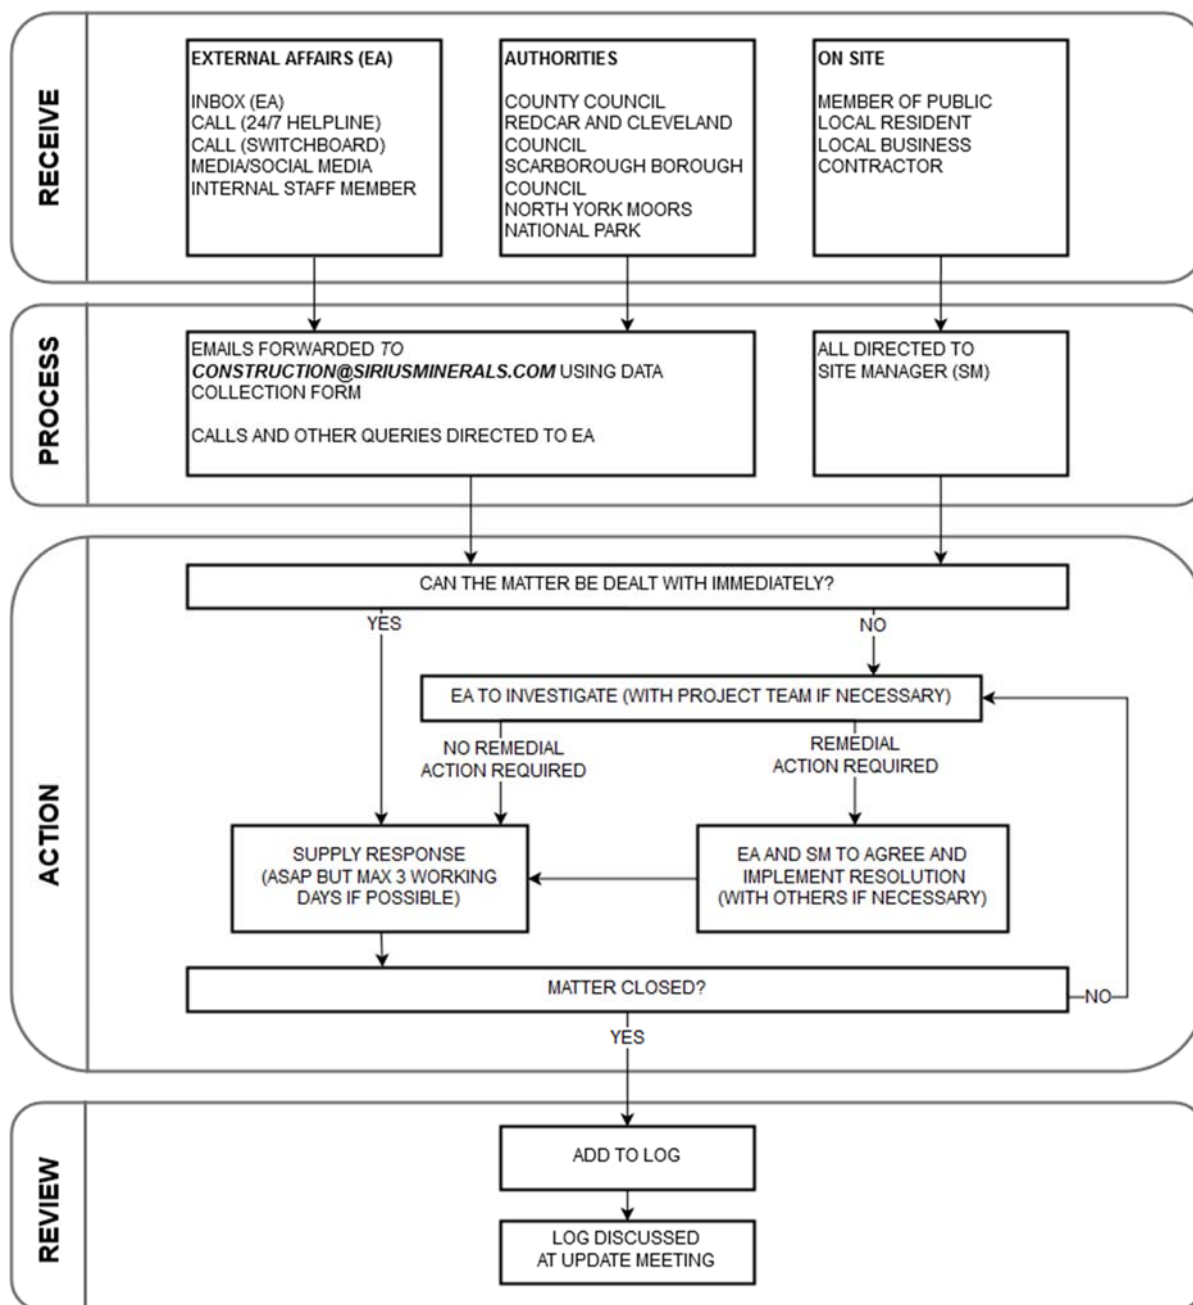 RECEIVE
EXTERNAL AFFAIRS (EA)
INBOX (EA)
CALL (24/7 HELPLINE)
CALL (SWITCHBOARD)
MEDIA/SOCIAL MEDIA
INTERNAL STAFF MEMBER
AUTHORITIES
COUNTY COUNCIL
REDCAR AND CLEVELAND
COUNCIL
SCARBOROUGH BOROUGH
COUNCIL
NORTH YORK MOORS
NATIONAL PARK
ON SITE
MEMBER OF PUBLIC
LOCAL RESIDENT
LOCAL BUSINESS
CONTRACTOR
PROCESS
EMAILS FORWARDED TO
CONSTRUCTION@SIRIUSMINERALS.COM USING DATA
COLLECTION FORM
CALLS AND OTHER QUERIES DIRECTED TO EA
ALL DIRECTED TO
SITE MANAGER (SM)
ACTION
CAN THE MATTER BE DEALT WITH IMMEDIATELY?
YES
NO
EA TO INVESTIGATE (WITH PROJECT TEAM IF NECESSARY)
NO REMEDIAL
ACTION REQUIRED
REMEDIAL
ACTION REQUIRED
SUPPLY RESPONSE
(ASAP BUT MAX 3 WORKING
DAYS IF POSSIBLE)
EA AND SM TO AGREE AND
IMPLEMENT RESOLUTION
(WITH OTHERS IF NECESSARY)
MATTER CLOSED?
NO
YES
REVIEW
ADD TO LOG
LOG DISCUSSED
AT UPDATE MEETING